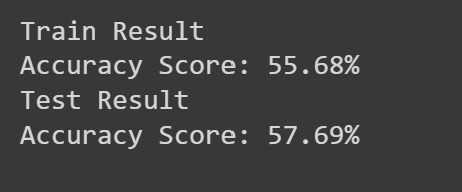 Train Result
Accuracy Score: 55.68%
Test Result
Accuracy Score: 57.69%